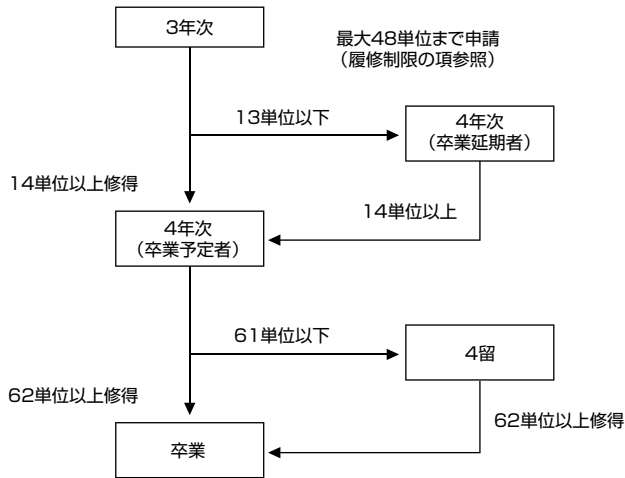 3年次
最大48単位まで申請
（履修制限の項参照）
13単位以下
4年次
（卒業延期者）
14単位以上修得
14単位以上
4年次
（卒業予定者）
61単位以下
4留
62単位以上修得
62単位以上修得
卒業